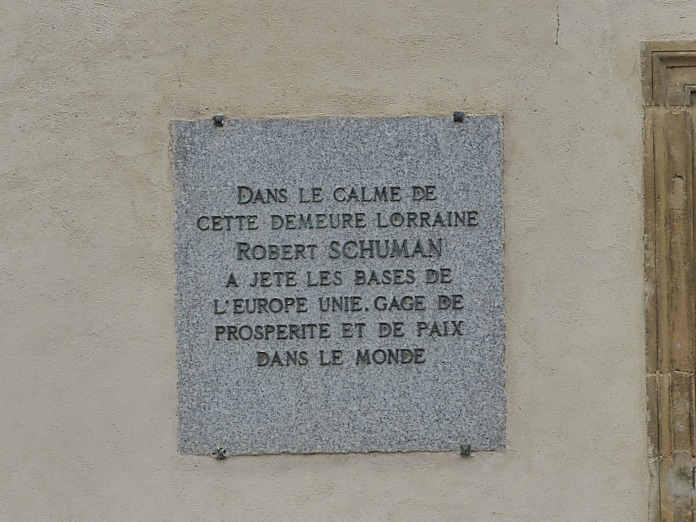 DANS LE CALME DE
CETTE DEMEURE LORRAINE
ROBERT SCHUMAN
A JETE LES BASES DE
L'EUROPE UNIE. GAGE DE
PROSPERITE ET DE PAIX
DANS LE MONDE